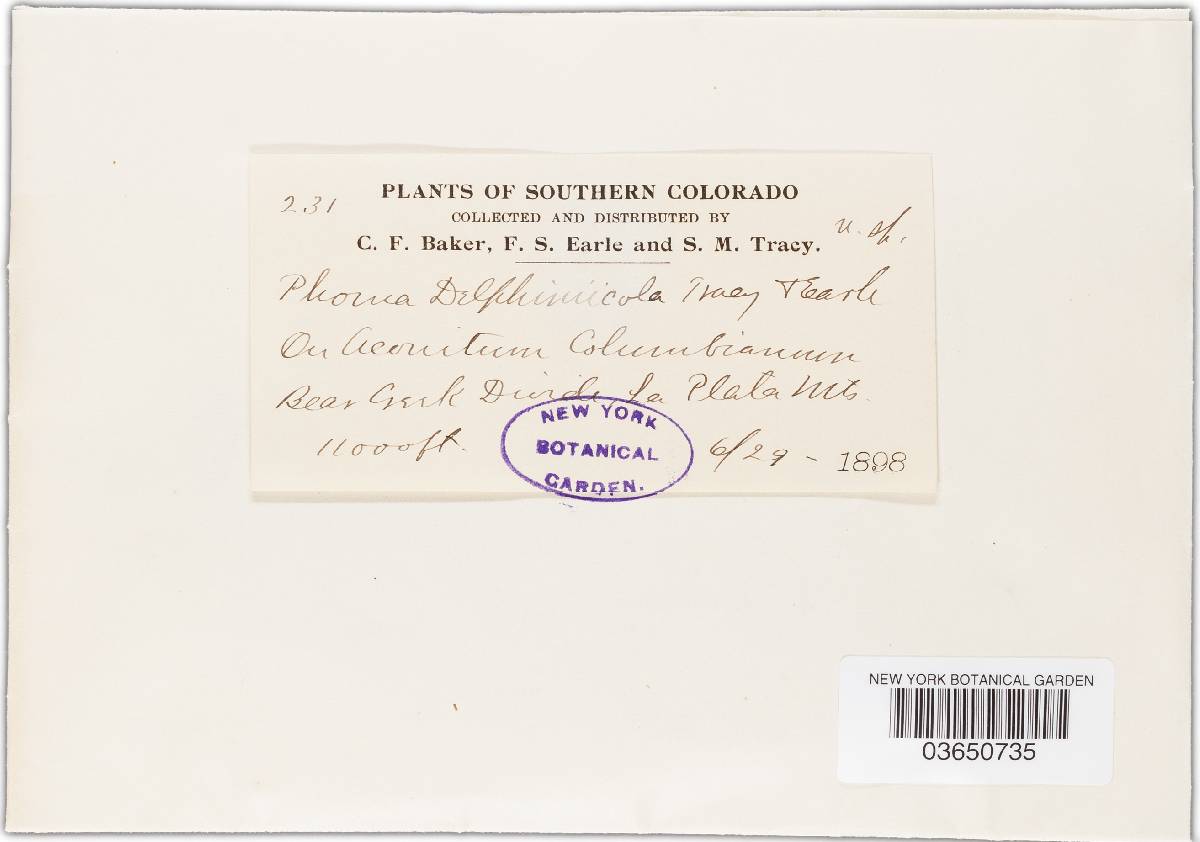 231
PLANTS OF SOUTHERN COLORADO
COLLECTED AND DISTRIBUTED BY
C. F. Baker, F. S. Earle and S. M. Tracy.
n. sp.
Phoma Delphiniicola Tracy & Earle
On Aconitum Columbianum
Bear Creek Divide, La Plata Mts.
11000ft.
6/29 - 1898
NEW YORK
BOTANICAL
GARDEN.
NEW YORK BOTANICAL GARDEN
03650735